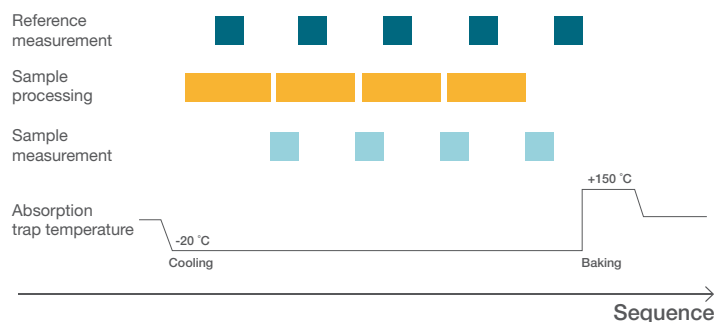 Reference
measurement
Sample
processing
Sample
measurement
+150 °C
Absorption
trap temperature
-20 °C
Cooling
Baking
Sequence